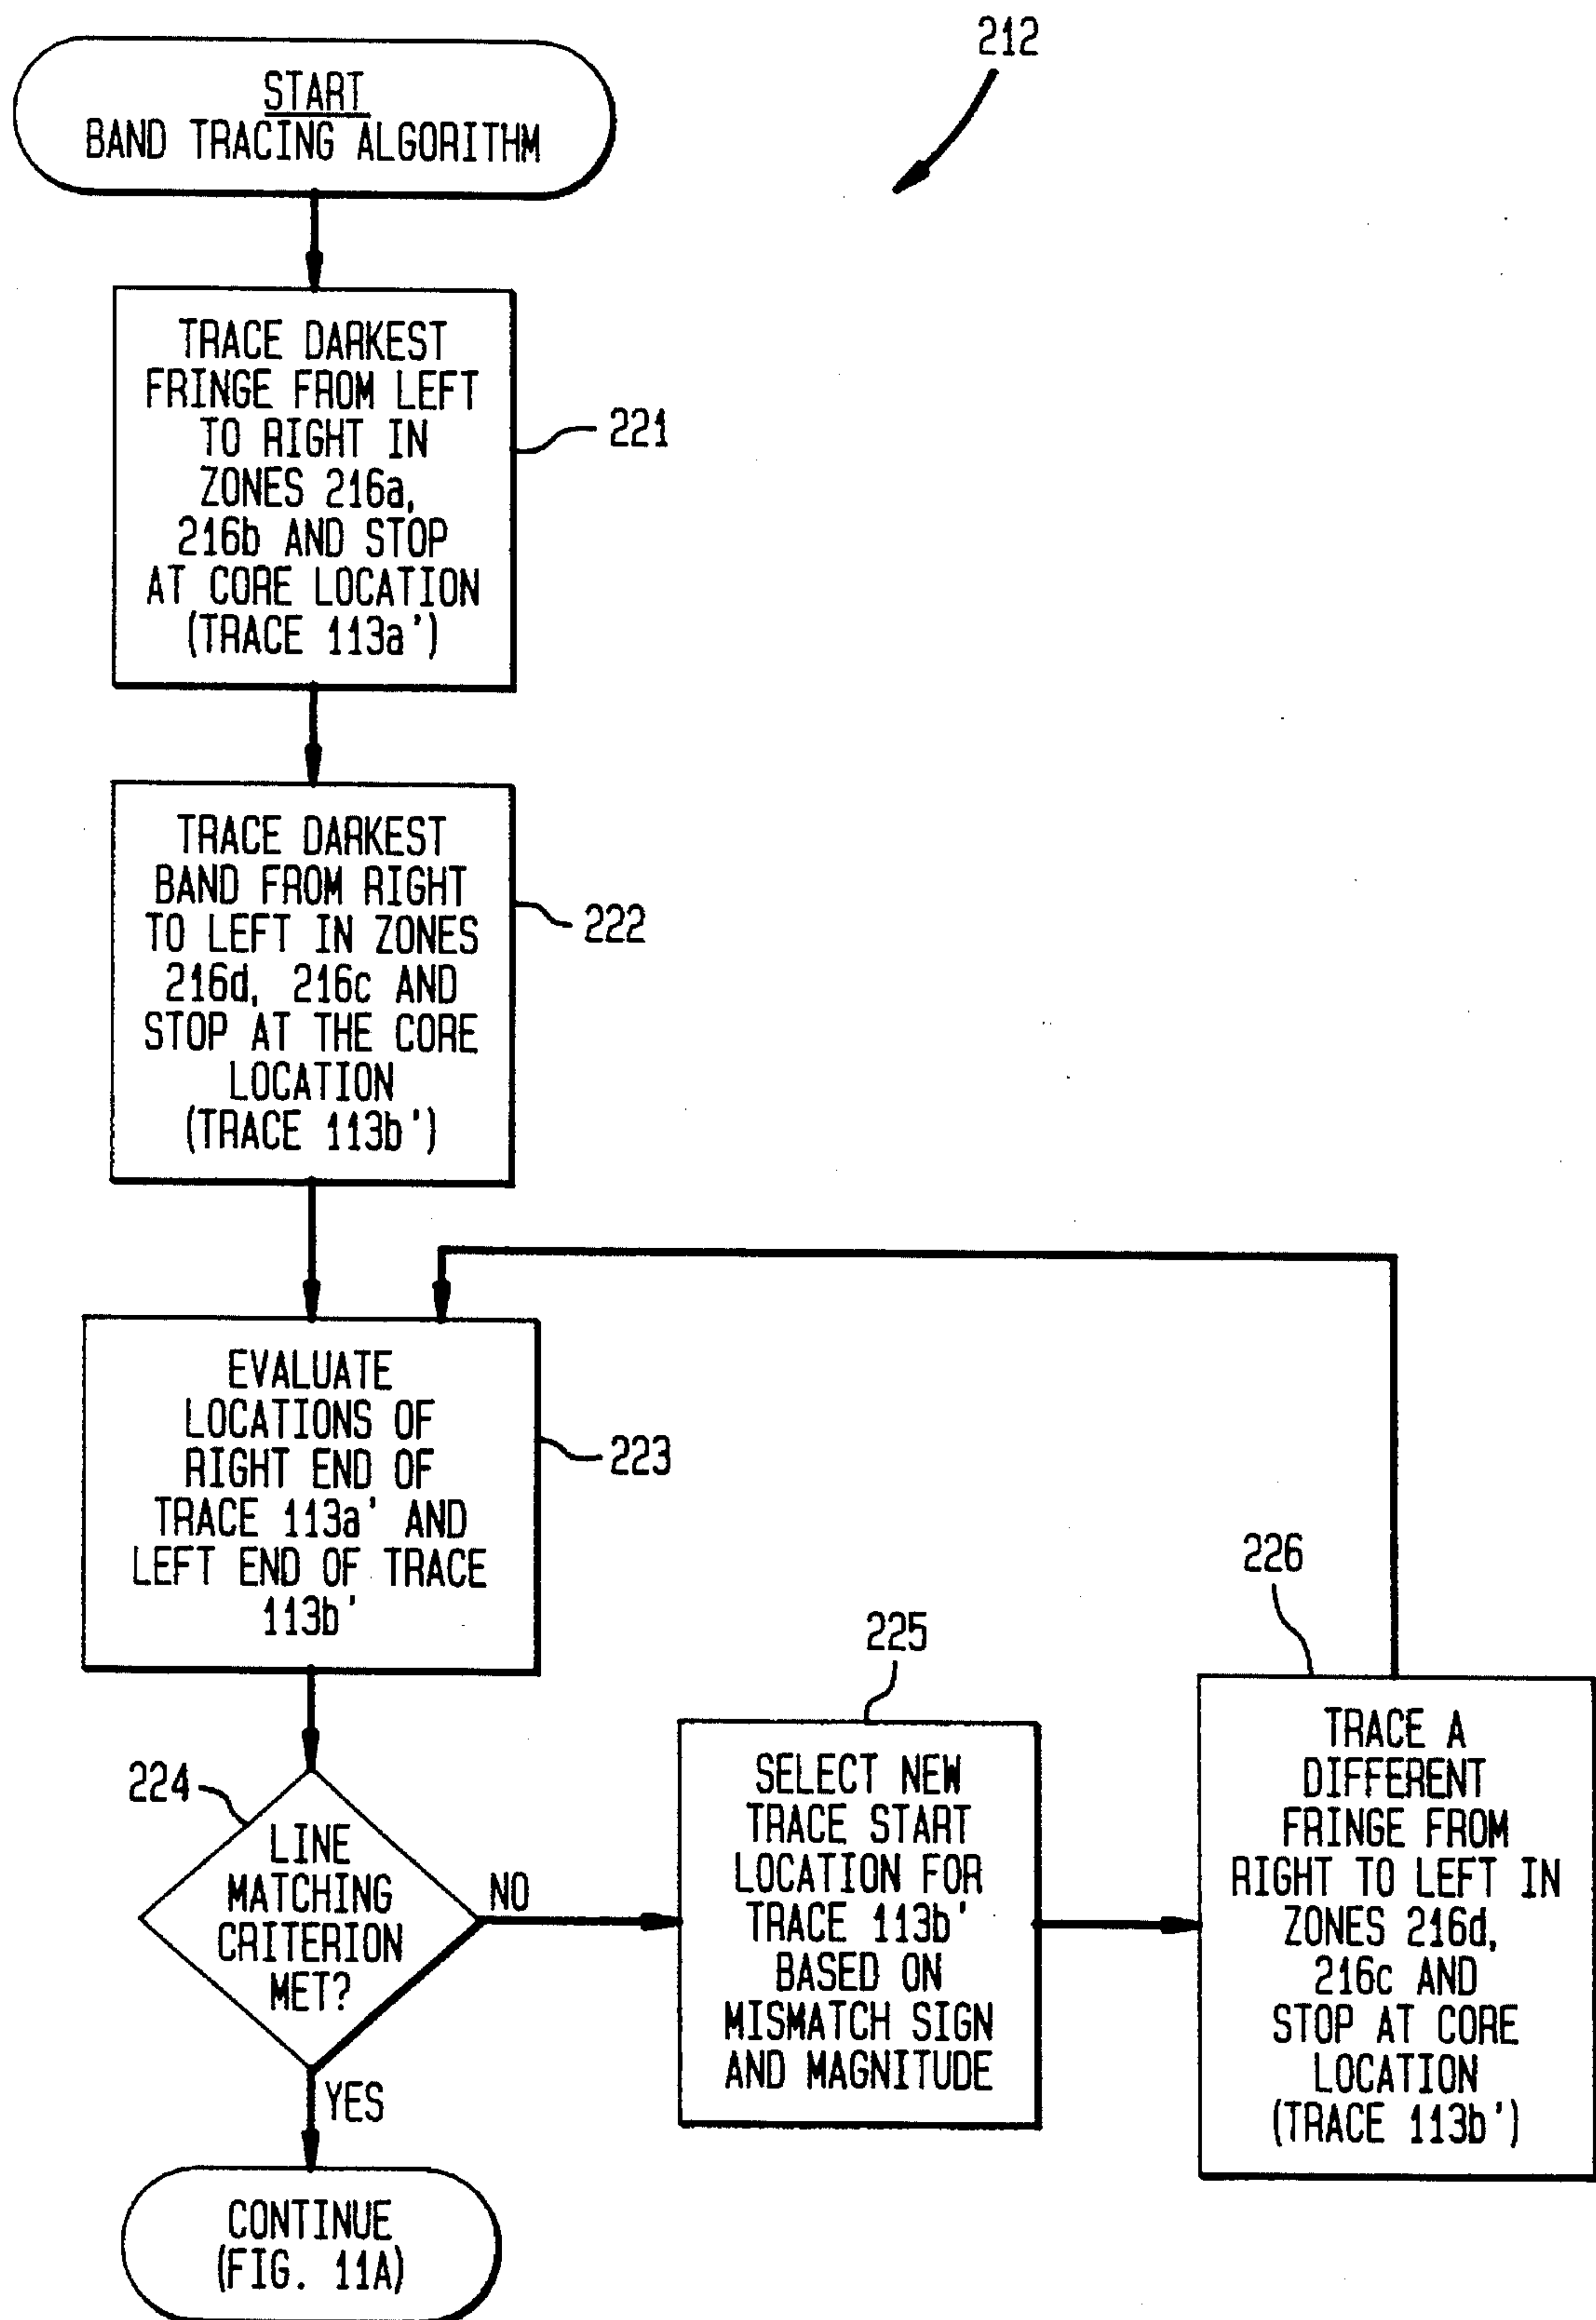 212
START
BAND TRACING ALGORITHM
TRACE DARKEST
FRINGE FROM LEFT
TO RIGHT IN
ZONES 216a,
216b AND STOP
AT CORE LOCATION
(TRACE 113a')
221
TRACE DARKEST
BAND FROM RIGHT
TO LEFT IN ZONES
216d, 216c AND
STOP AT THE CORE
LOCATION
(TRACE 113b')
222
EVALUATE
LOCATIONS OF
RIGHT END OF
TRACE 113a' AND
LEFT END OF TRACE
113b'
223
224
LINE
MATCHING
CRITERION
MET?
NO
YES
225
SELECT NEW
TRACE START
LOCATION FOR
TRACE 113b'
BASED ON
MISMATCH SIGN
AND MAGNITUDE
226
TRACE A
DIFFERENT
FRINGE FROM
RIGHT TO LEFT IN
ZONES 216d,
216c AND
STOP AT CORE
LOCATION
(TRACE 113b')
CONTINUE
(FIG. 11A)